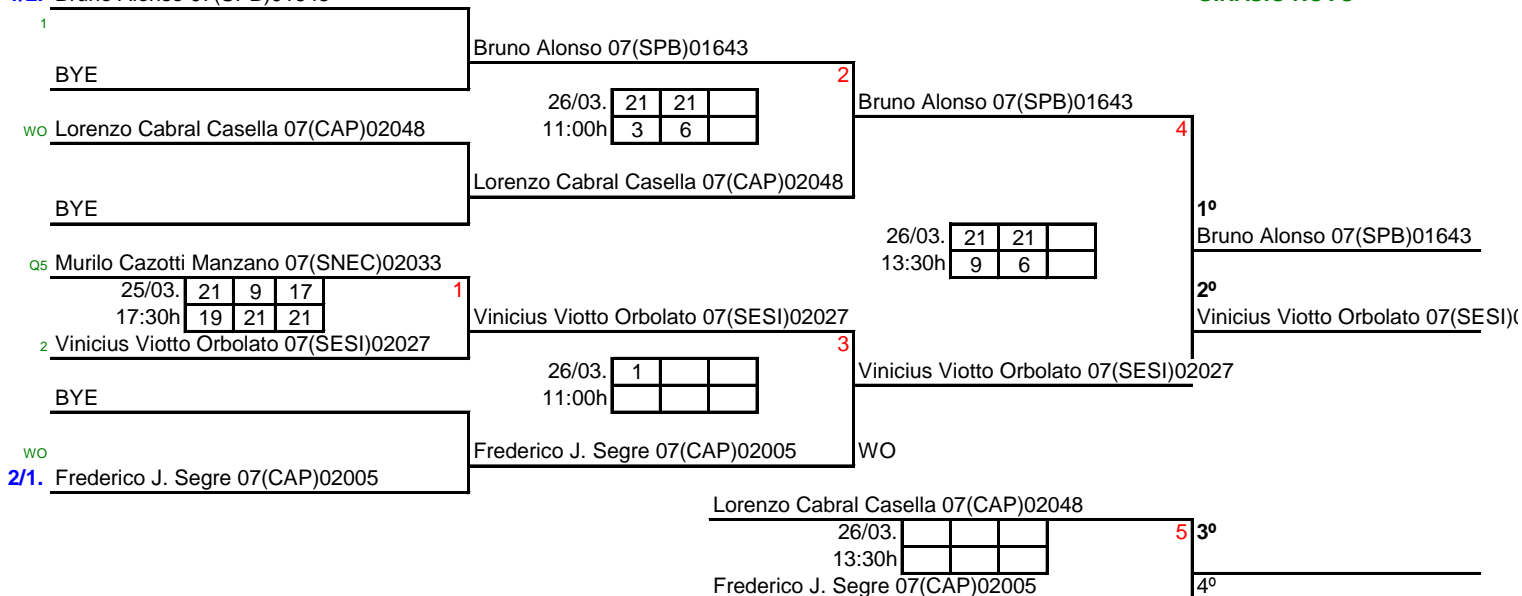 Bruno Alonso 07(SPB)01643
1
Bruno Alonso 07(SPB)01643
BYE
2
26/03. 21 21
Bruno Alonso 07(SPB)01643
WO Lorenzo Cabral Casella 07(CAP)02048
11:00h 3 6
4
Lorenzo Cabral Casella 07(CAP)02048
BYE
1º
26/03. 21 21
Bruno Alonso 07(SPB)01643
Q5 Murilo Cazotti Manzano 07(SNEC)02033
13:30h 9 6
25/03. 21 9 17
1
2º
17:30h 19 21 21
Vinicius Viotto Orbolato 07(SESI)02027
Vinicius Viotto Orbolato 07(SESI)
2 Vinicius Viotto Orbolato 07(SESI)02027
3
26/03. 1
Vinicius Viotto Orbolato 07(SESI)02027
BYE
11:00h
WO
Frederico J. Segre 07(CAP)02005
WO
2/1. Frederico J. Segre 07(CAP)02005
Lorenzo Cabral Casella 07(CAP)02048
26/03.
5
3º
13:30h
Frederico J. Segre 07(CAP)02005
4º